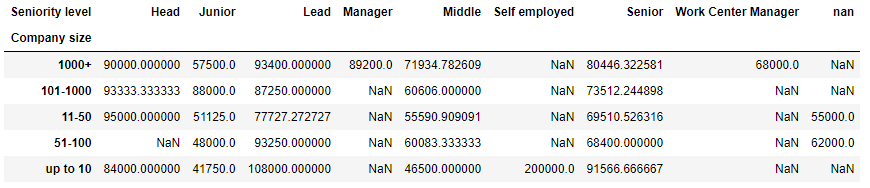 Seniority level Head Junior Lead Manager Middle Self employed Senior Work Center Manager nan
Company size
1000+ 90000.000000 57500.0 93400.000000 89200.0 71934.782609 NaN 80446.322581 68000.0 NaN
101-1000 93333.333333 88000.0 87250.000000 NaN 60606.000000 NaN 73512.244898 NaN NaN
11-50 95000.000000 51125.0 77727.272727 NaN 55590.909091 NaN 69510.526316 NaN 55000.0
51-100 NaN 48000.0 93250.000000 NaN 60083.333333 NaN 68400.000000 NaN 62000.0
up to 10 84000.000000 41750.0 108000.000000 NaN 46500.000000 200000.0 91566.666667 NaN NaN